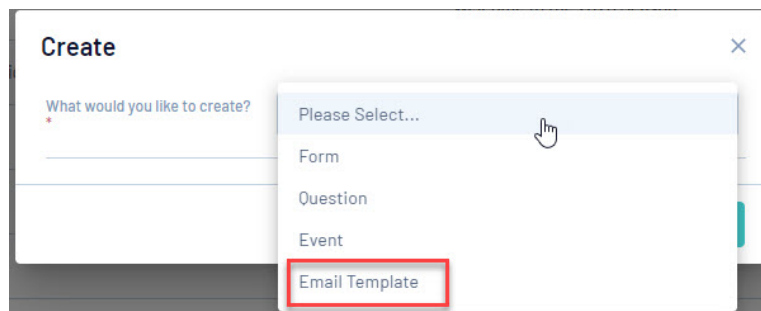 Create
What would you like to create?
*
Please Select...
Form
Question
Event
Email Template